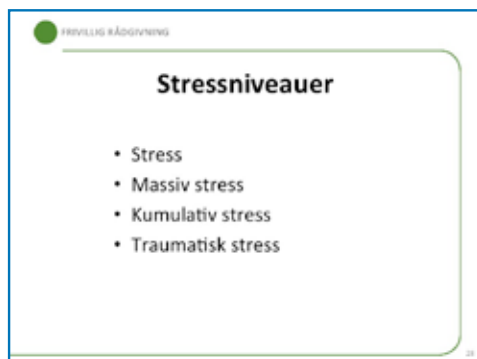 FRIVILLIG RÅDGIVNING
Stressniveauer
• Stress
• Massiv stress
• Kumulativ stress
• Traumatisk stress